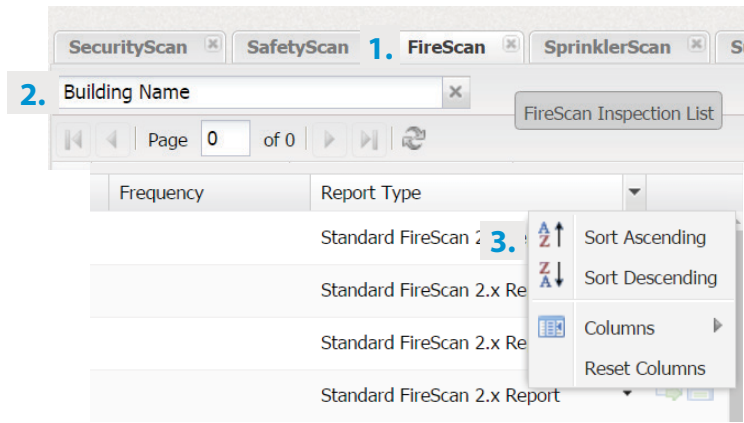 SecurityScan SafetyScan 1. FireScan SprinklerScan
2. Building Name
FireScan Inspection List
Page 0 of 0
Frequency Report Type
Standard FireScan 2 3. Sort Ascending
Standard FireScan 2.x Re Sort Descending
Standard FireScan 2.x Re Columns
Reset Columns
Standard FireScan 2.x Report